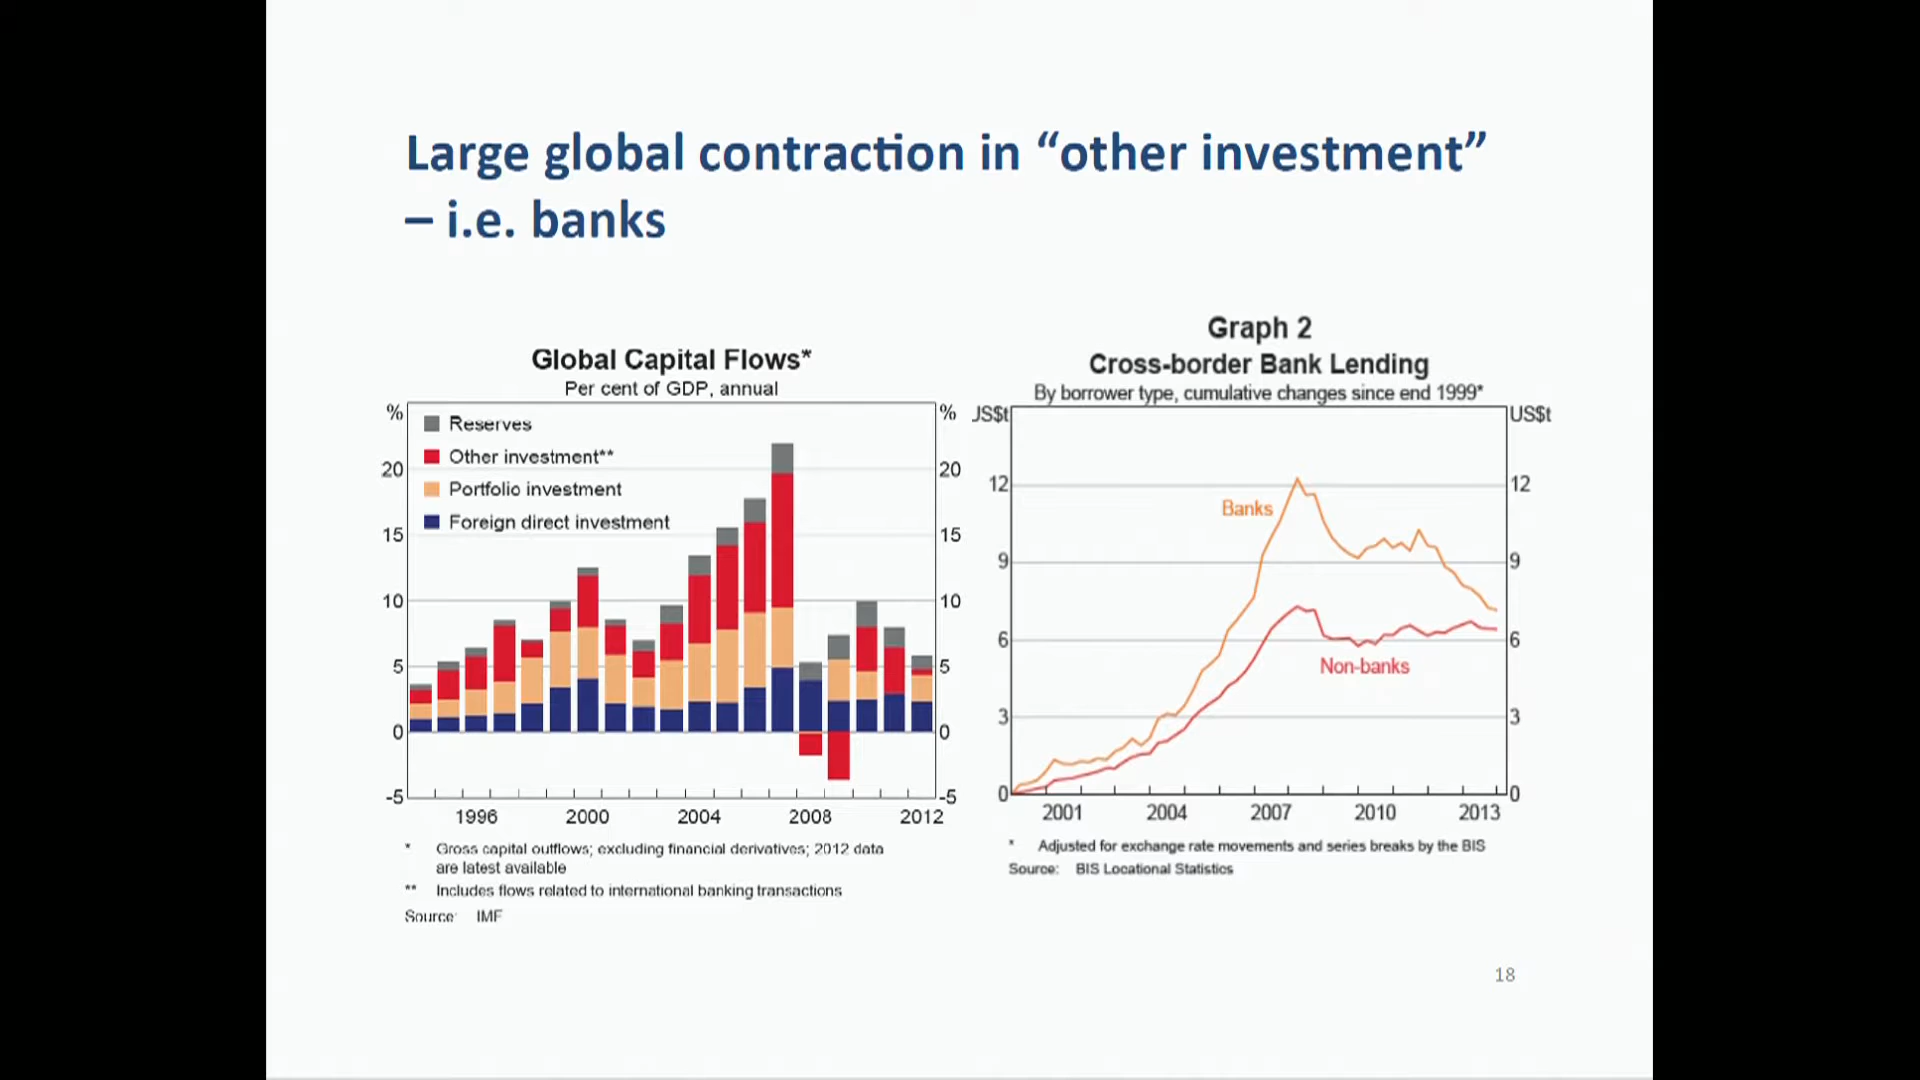 Large global contraction in “other investment”
– i.e. banks
Global Capital Flows*
Per cent of GDP, annual
% %
Reserves
Other investment**
Portfolio investment
Foreign direct investment
20 20
15 15
10 10
5 5
0 0
-5 -5
1996 2000 2004 2008 2012
* Gross capital outflows; excluding financial derivatives; 2012 data
are latest available
** Includes flows related to international banking transactions
Source: IMF
Graph 2
Cross-border Bank Lending
By borrower type, cumulative changes since end 1999*
JS$t US$t
12 12
Banks
9 9
6 6
Non-banks
3 3
0 0
2001 2004 2007 2010 2013
* Adjusted for exchange rate movements and series breaks by the BIS
Source: BIS Locational Statistics
18